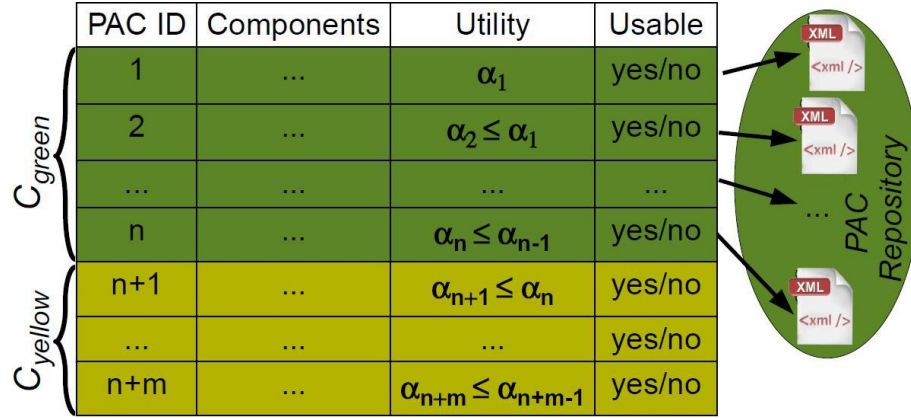 PAC ID Components Utility Usable
1 ... α1 yes/no
2 ... α2 ≤ α1 yes/no
... ... ... ...
n ... αn ≤ αn-1 yes/no
n+1 ... αn+1 ≤ αn yes/no
... ... ... yes/no
n+m ... αn+m ≤ αn+m-1 yes/no
Cgreen
Cyellow
XML
<xml />
XML
<xml />
...
PAC
Repository
XML
<xml />